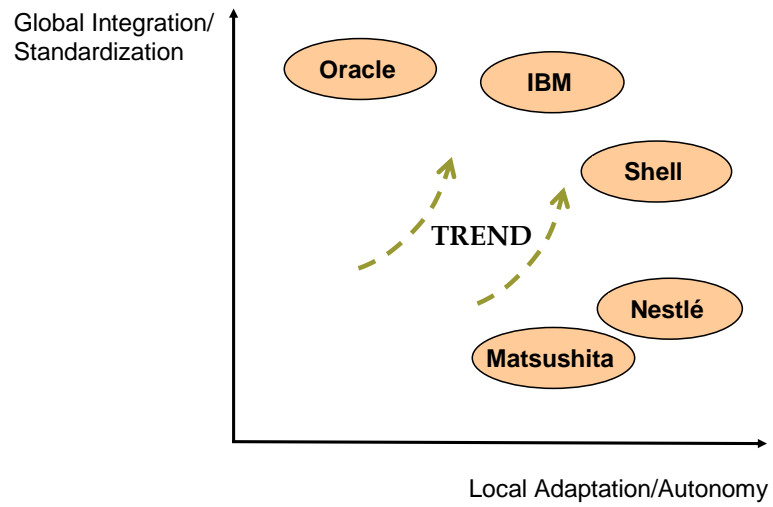 Global Integration/
Standardization
Oracle
IBM
Shell
TREND
Nestlé
Matsushita
Local Adaptation/Autonomy